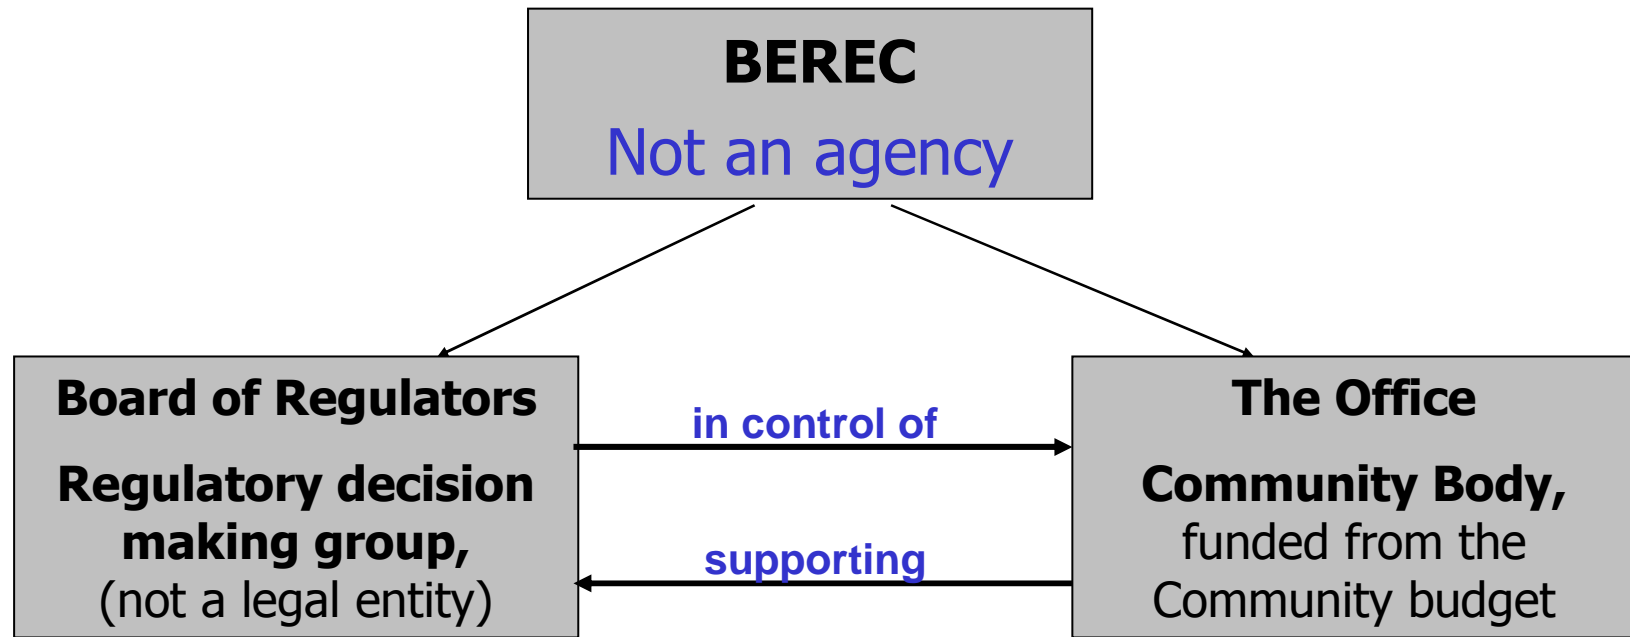 BEREC
Not an agency
Board of Regulators
Regulatory decision
making group,
(not a legal entity)
in control of
supporting
The Office
Community Body,
funded from the
Community budget